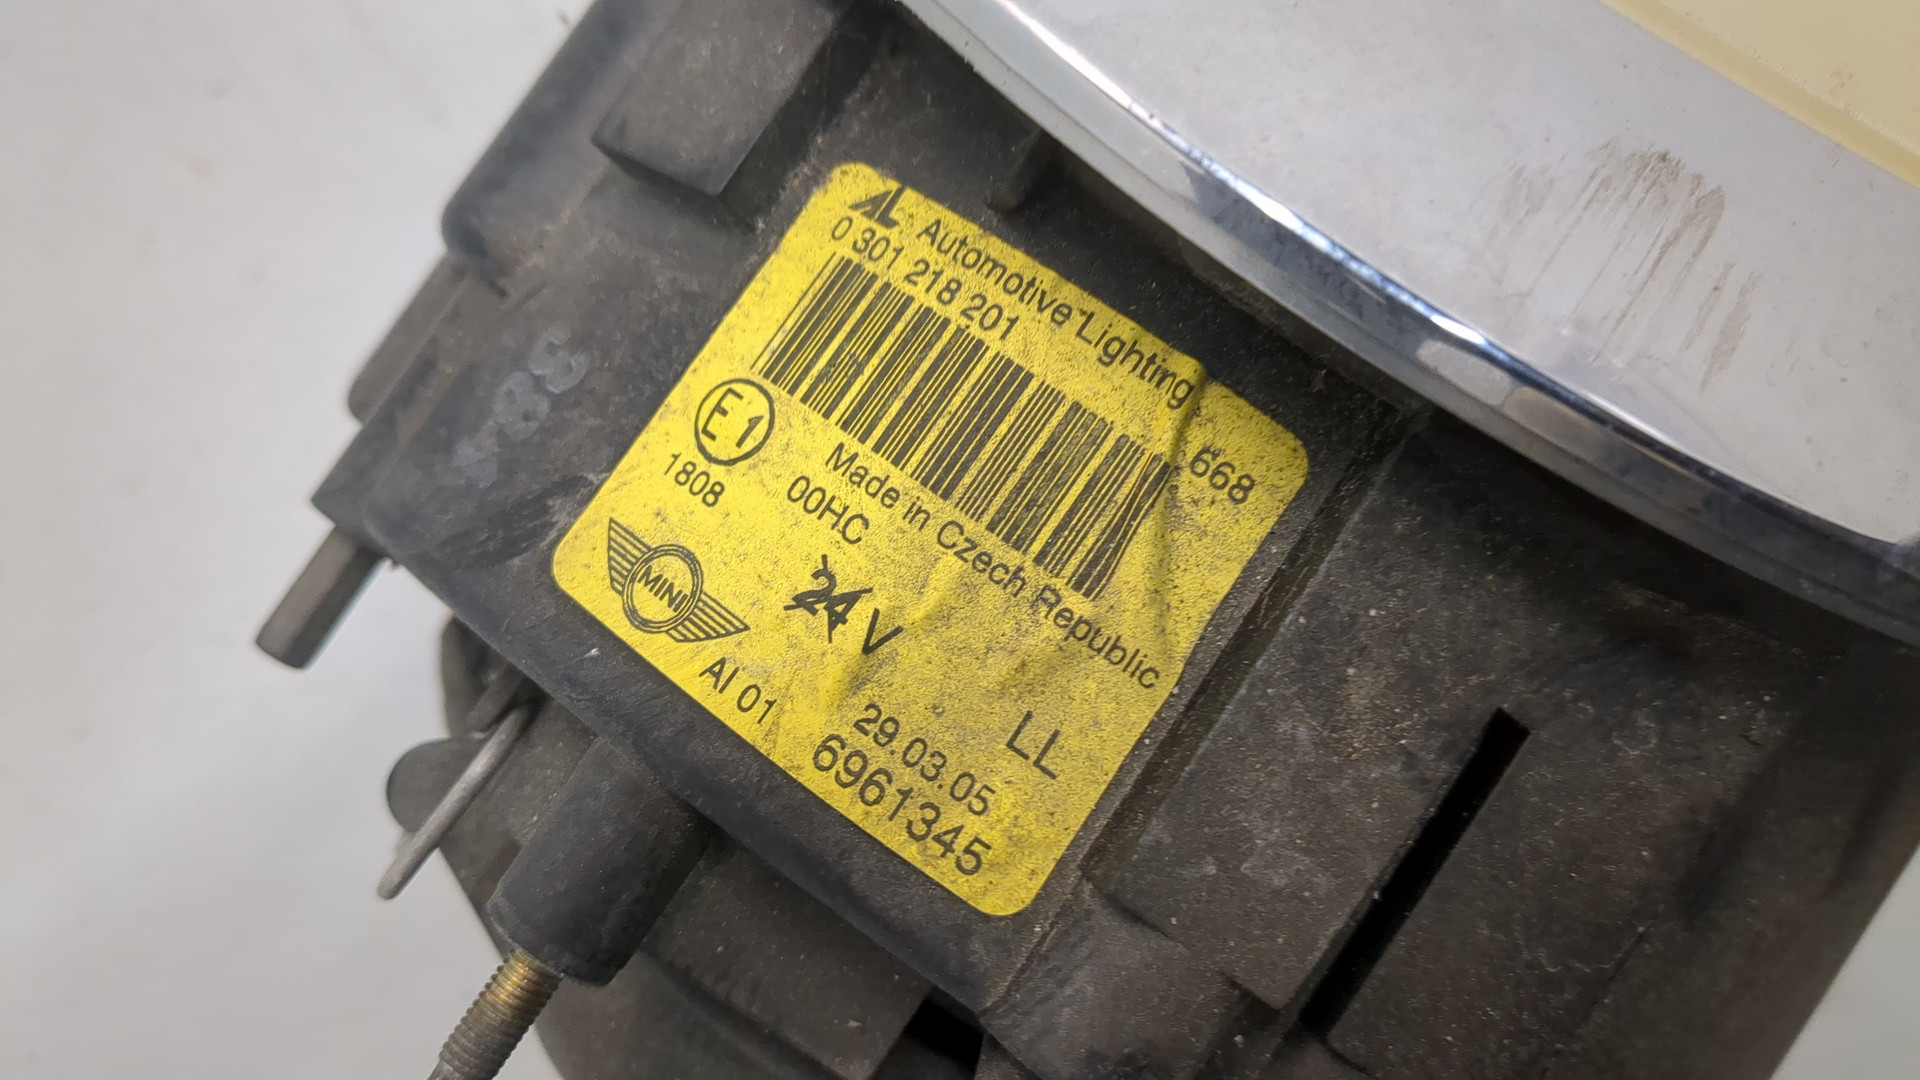 AL Automotive Lighting
0 301 218 201
668
E1
1808
Made in Czech Republic
00HC
24 V
MINI
AI 01
LL
29.03.05
6961345